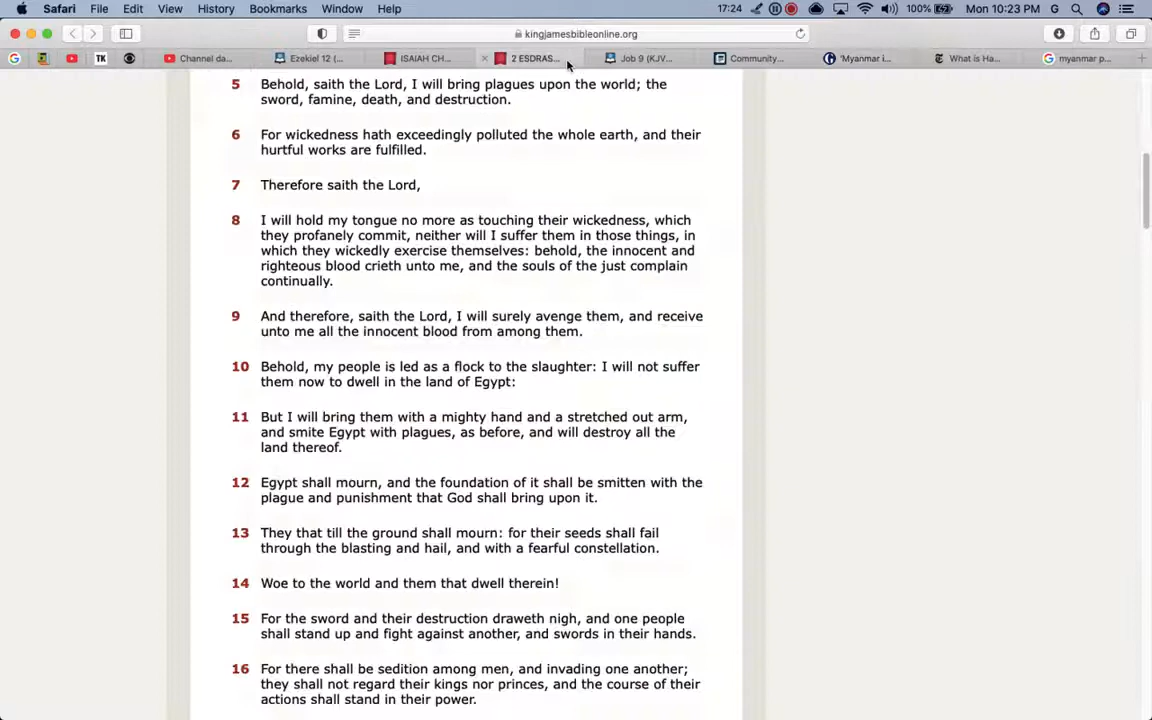 Safari File Edit View History Bookmarks Window Help 17:24 100% Mon 10:23 PM G
kingjamesbibleonline.org
G TK Channel da... Ezekiel 12 (... ISAIAH CH... 2 ESDRAS... Job 9 (KJV... Community... 'Myanmar i... What is Ha... myanmar p...
5 Behold, saith the Lord, I will bring plagues upon the world; the
sword, famine, death, and destruction.
6 For wickedness hath exceedingly polluted the whole earth, and their
hurtful works are fulfilled.
7 Therefore saith the Lord,
8 I will hold my tongue no more as touching their wickedness, which
they profanely commit, neither will I suffer them in those things, in
which they wickedly exercise themselves: behold, the innocent and
righteous blood crieth unto me, and the souls of the just complain
continually.
9 And therefore, saith the Lord, I will surely avenge them, and receive
unto me all the innocent blood from among them.
10 Behold, my people is led as a flock to the slaughter: I will not suffer
them now to dwell in the land of Egypt:
11 But I will bring them with a mighty hand and a stretched out arm,
and smite Egypt with plagues, as before, and will destroy all the
land thereof.
12 Egypt shall mourn, and the foundation of it shall be smitten with the
plague and punishment that God shall bring upon it.
13 They that till the ground shall mourn: for their seeds shall fail
through the blasting and hail, and with a fearful constellation.
14 Woe to the world and them that dwell therein!
15 For the sword and their destruction draweth nigh, and one people
shall stand up and fight against another, and swords in their hands.
16 For there shall be sedition among men, and invading one another;
they shall not regard their kings nor princes, and the course of their
actions shall stand in their power.